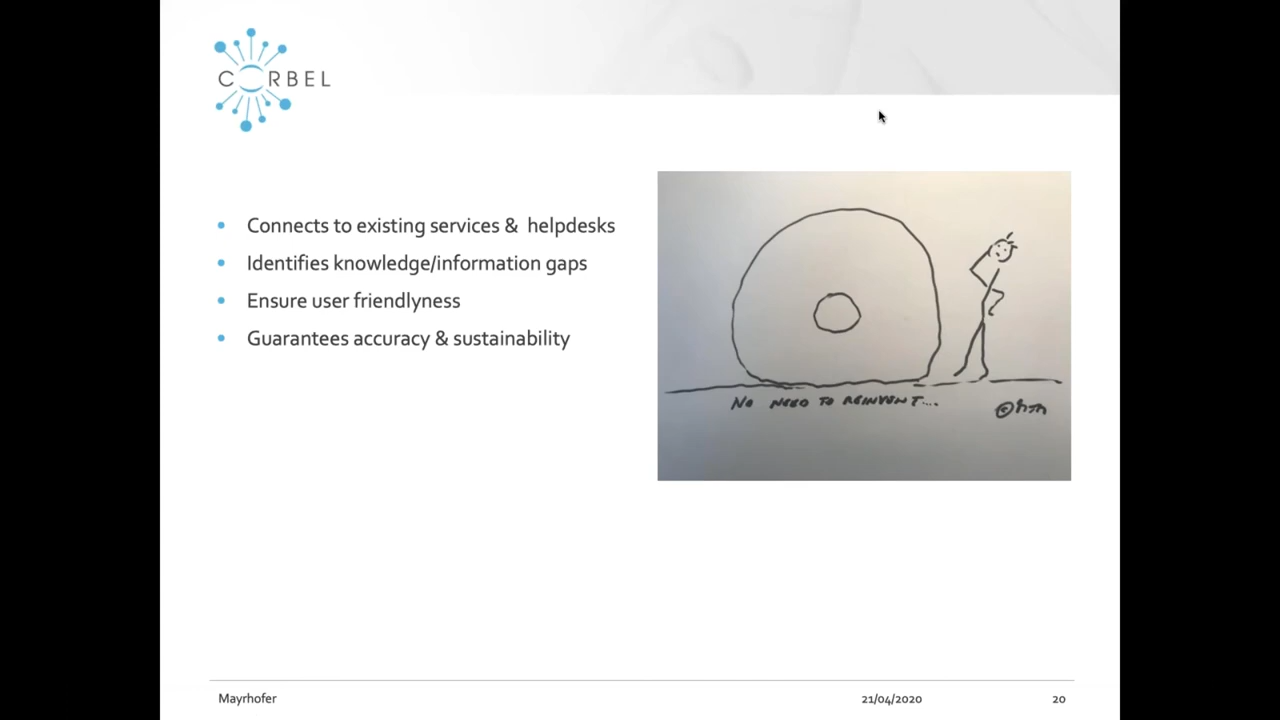 CORBEL
Connects to existing services & helpdesks
Identifies knowledge/information gaps
Ensure user friendlyness
Guarantees accuracy & sustainability
NO NEED TO REINVENT....
Mayrhofer
21/04/2020
20